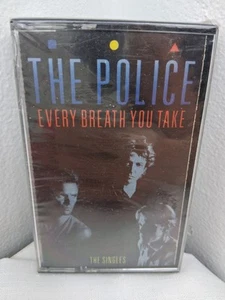 THE POLICE
EVERY BREATH YOU TAKE
THE SINGLES